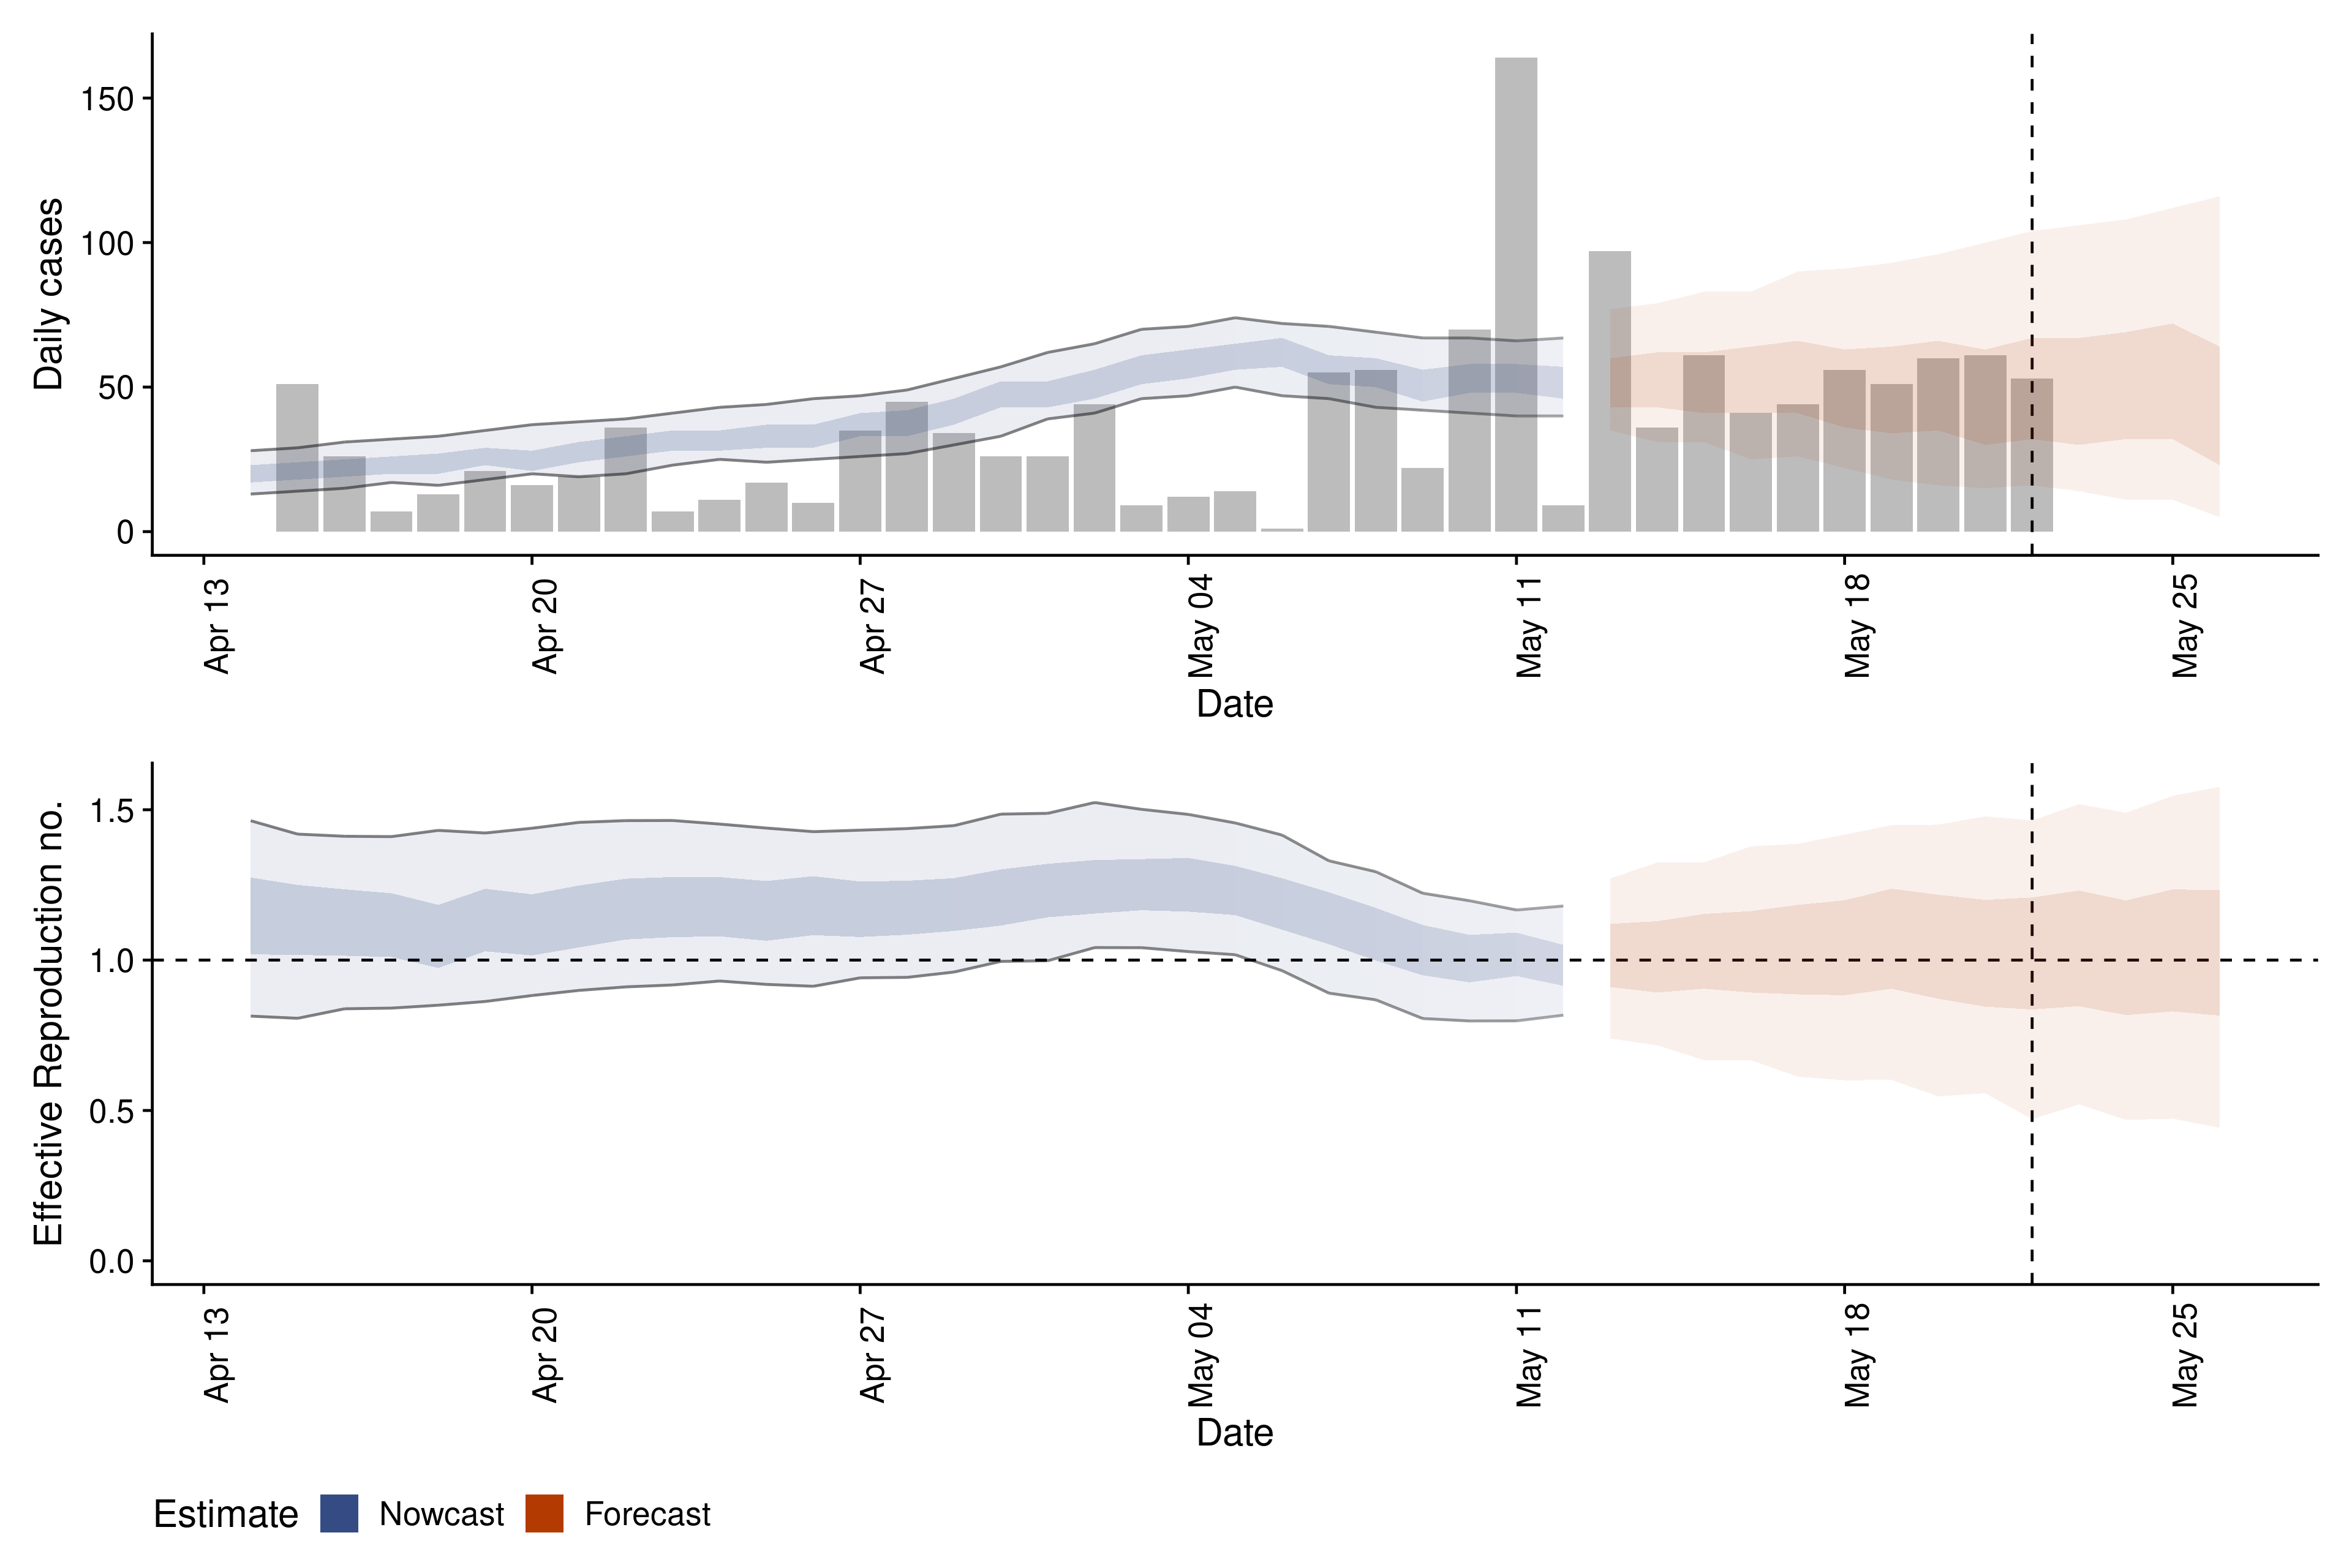 Daily cases
150
100
50
0
Apr 13
Apr 20
Apr 27
May 04
May 11
May 18
May 25
Date
Effective Reproduction no.
1.5
1.0
0.5
0.0
Apr 13
Apr 20
Apr 27
May 04
May 11
May 18
May 25
Date
Estimate Nowcast Forecast